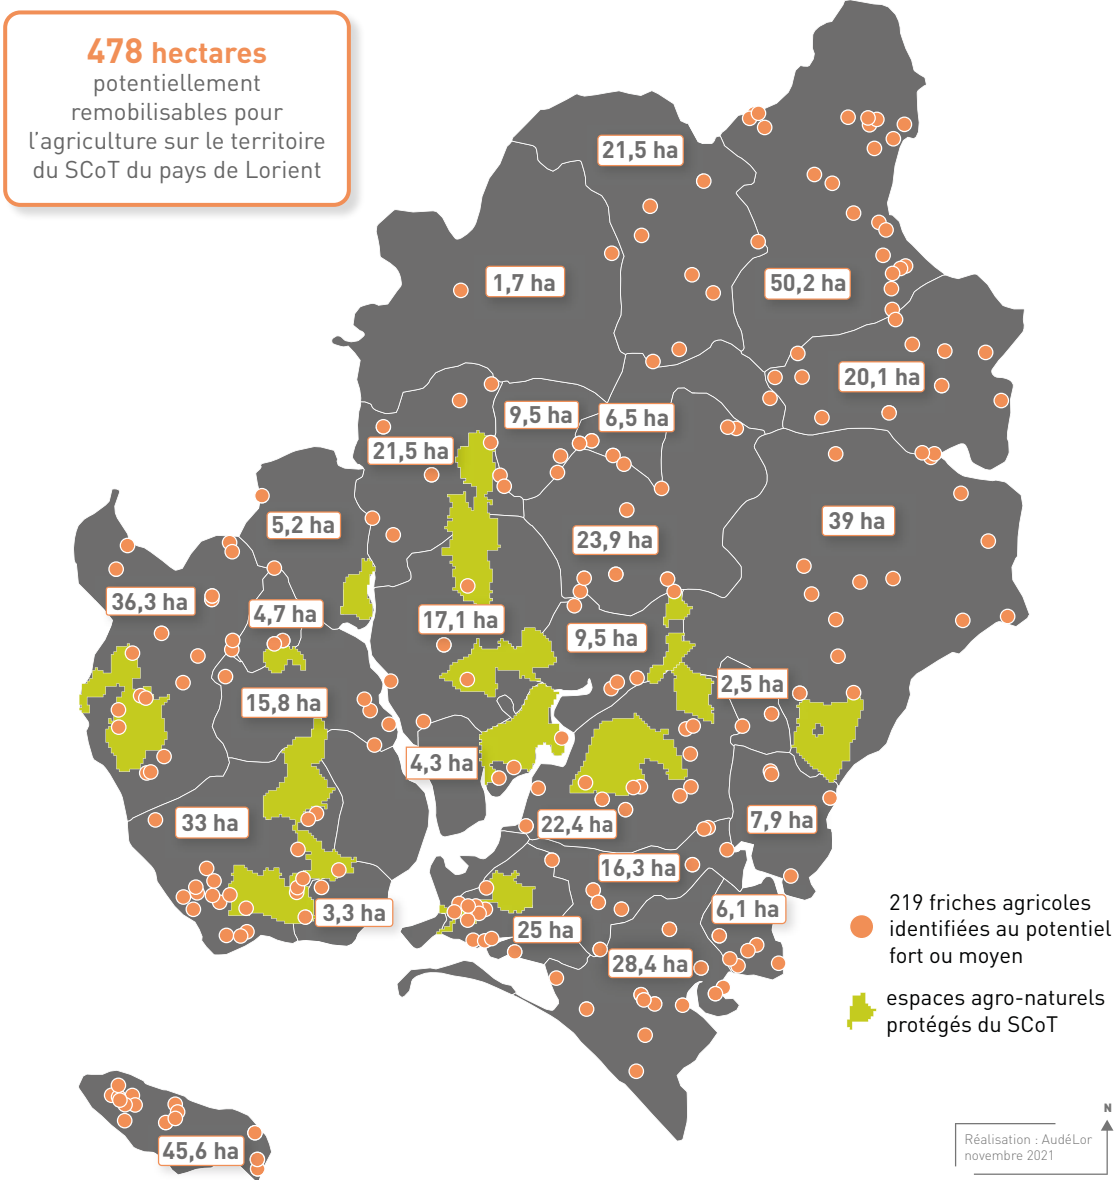 478 hectares
potentiellement
remobilisables pour
l'agriculture sur le territoire
du SCoT du pays de Lorient
21,5 ha
1,7 ha
50,2 ha
20,1 ha
9,5 ha
6,5 ha
21,5 ha
5,2 ha
23,9 ha
39 ha
36,3 ha
4,7 ha
17,1 ha
9,5 ha
15,8 ha
2,5 ha
4,3 ha
33 ha
22,4 ha
7,9 ha
16,3 ha
3,3 ha
25 ha
6,1 ha
28,4 ha
45,6 ha
219 friches agricoles
identifiées au potentiel
fort ou moyen
espaces agro-naturels
protégés du SCoT
N
Réalisation : AudéLor
novembre 2021